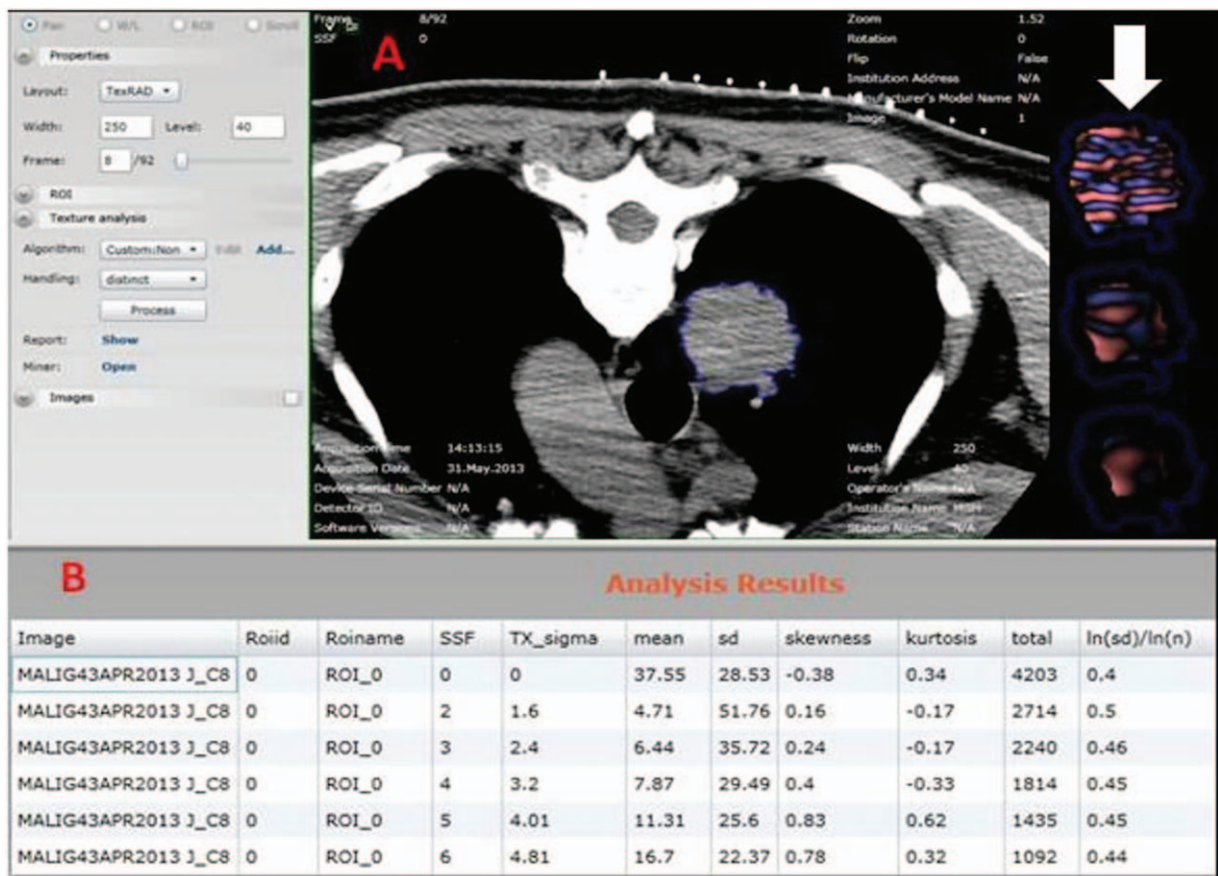 Pan W/L ROI Scroll
Properties
Layout: TexRAD
Width: 250 Level: 40
Frame: 8 /92
ROI
Texture analysis
Algorithm: Custom:Non Edit Add...
Handling: distinct
Process
Report: Show
Miner: Open
Images
Frame 8/92
SSF 0
A
Zoom 1.52
Rotation 0
Flip False
Institution Address N/A
Manufacturer's Model Name N/A
Image 1
Acquisition Time 14:13:15
Acquisition Date 31.May.2013
Device Serial Number N/A
Detector ID N/A
Software Versions N/A
Width 250
Level 40
Operator's Name N/A
Institution Name
Station Name N/A
B
Analysis Results
Image Roiid Roiname SSF TX_sigma mean sd skewness kurtosis total ln(sd)/ln(n)
MALIG43APR2013 J_C8 0 ROI_0 0 0 37.55 28.53 -0.38 0.34 4203 0.4
MALIG43APR2013 J_C8 0 ROI_0 2 1.6 4.71 51.76 0.16 -0.17 2714 0.5
MALIG43APR2013 J_C8 0 ROI_0 3 2.4 6.44 35.72 0.24 -0.17 2240 0.46
MALIG43APR2013 J_C8 0 ROI_0 4 3.2 7.87 29.49 0.4 -0.33 1814 0.45
MALIG43APR2013 J_C8 0 ROI_0 5 4.01 11.31 25.6 0.83 0.62 1435 0.45
MALIG43APR2013 J_C8 0 ROI_0 6 4.81 16.7 22.37 0.78 0.32 1092 0.44